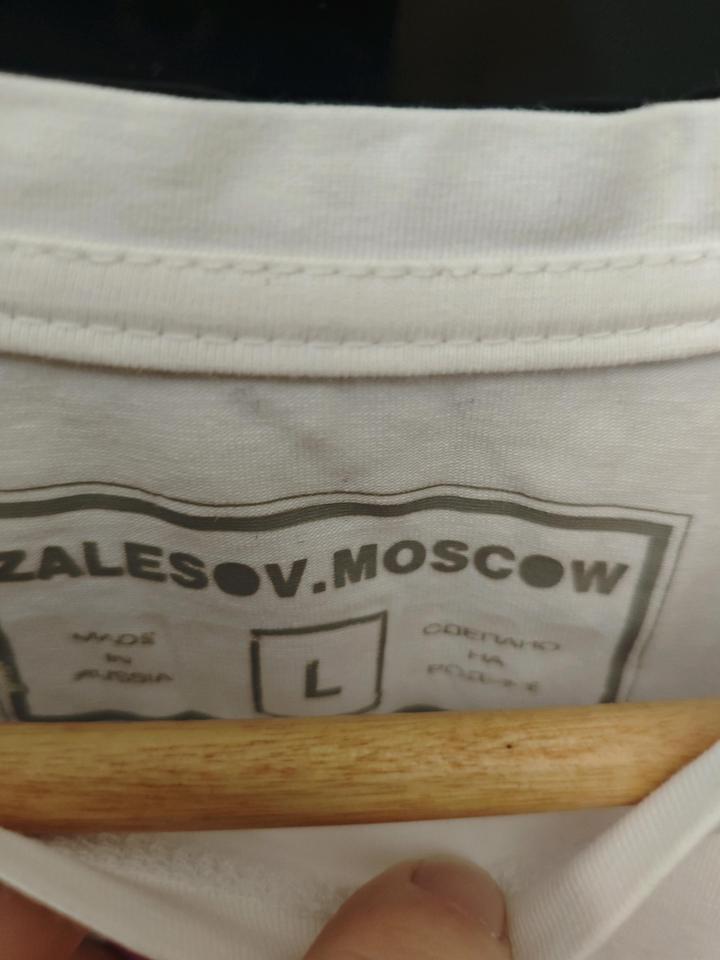 ZALESOV.MOSCOW
MADE
IN
RUSSIA
L
СДЕЛАНО
НА
РОДИНЕ